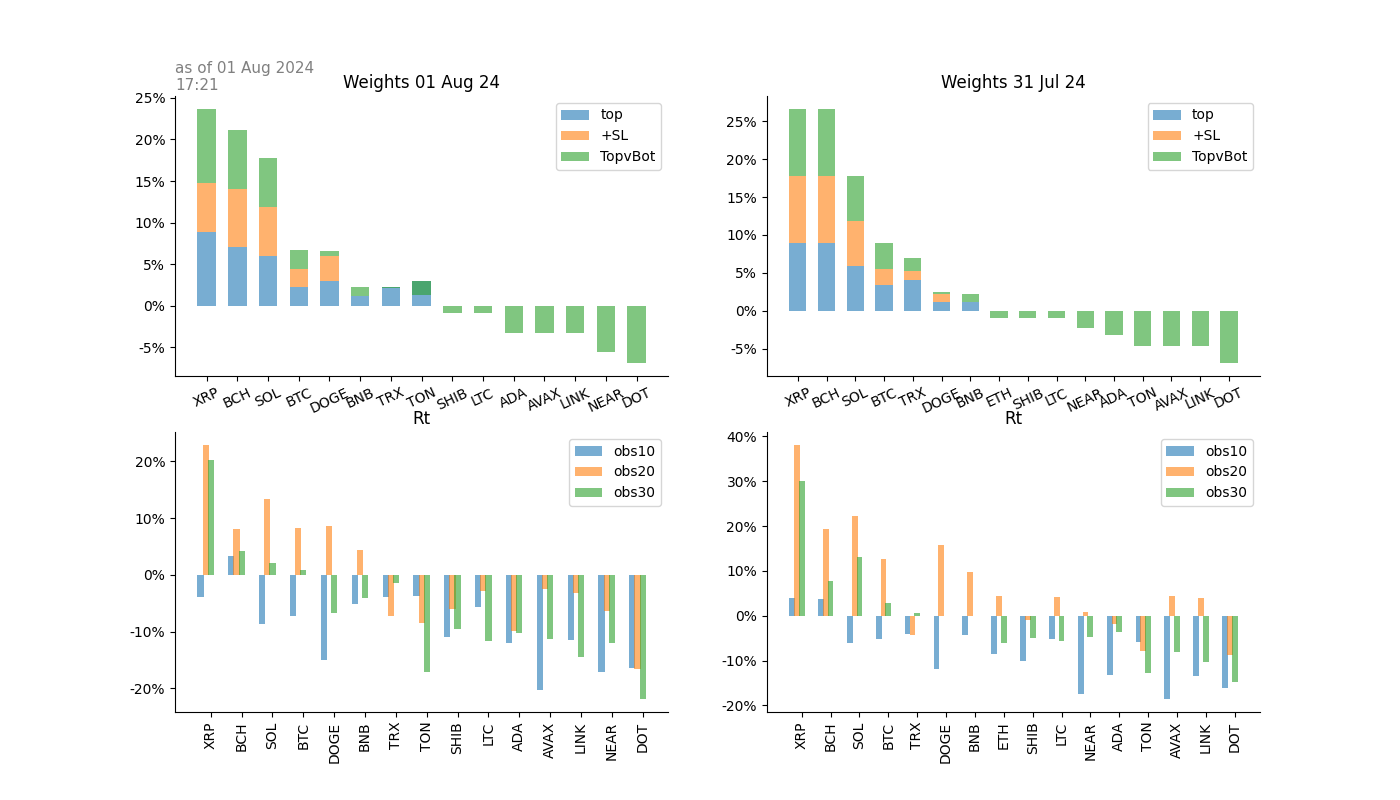 as of 01 Aug 2024
17:21
Weights 01 Aug 24
25%
20%
15%
10%
5%
0%
-5%
top
+SL
TopvBot
XRP BCH SOL BTC DOGE BNB TRX TON SHIB LTC ADA AVAX LINK NEAR DOT
Weights 31 Jul 24
25%
20%
15%
10%
5%
0%
-5%
top
+SL
TopvBot
XRP BCH SOL BTC TRX DOGE BNB ETH SHIB LTC NEAR ADA TON AVAX LINK DOT
Rt
20%
10%
0%
-10%
-20%
obs10
obs20
obs30
XRP BCH SOL BTC DOGE BNB TRX TON SHIB LTC ADA AVAX LINK NEAR DOT
Rt
40%
30%
20%
10%
0%
-10%
-20%
obs10
obs20
obs30
XRP BCH SOL BTC TRX DOGE BNB ETH SHIB LTC NEAR ADA TON AVAX LINK DOT